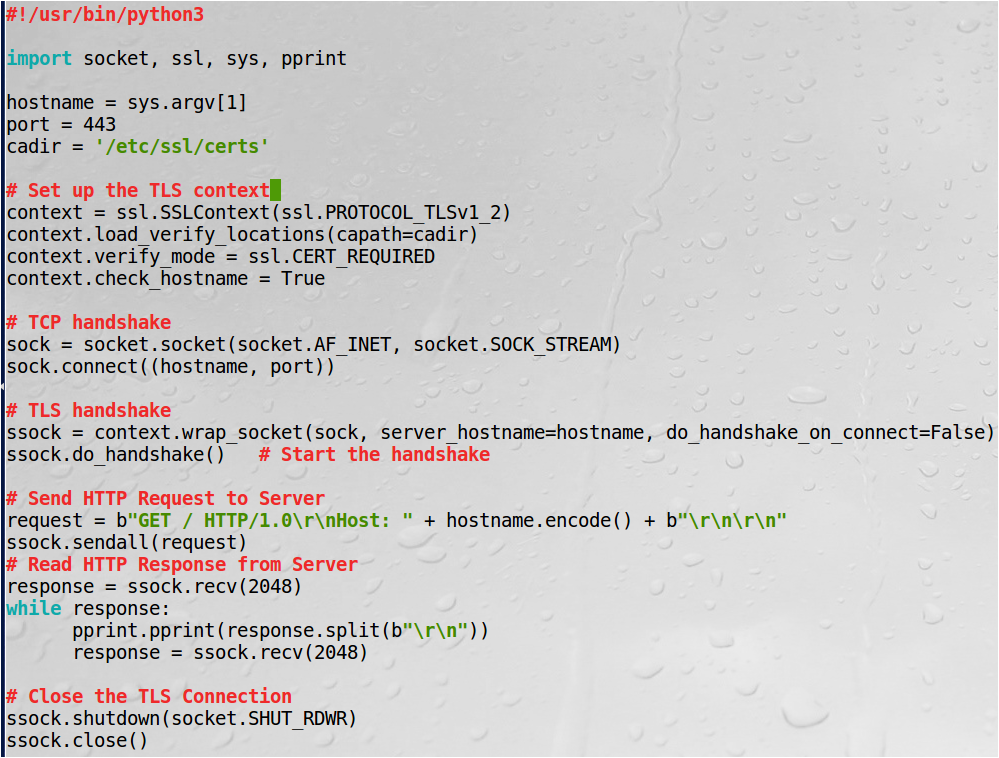 #!/usr/bin/python3
import socket, ssl, sys, pprint
hostname = sys.argv[1]
port = 443
cadir = '/etc/ssl/certs'
# Set up the TLS context
context = ssl.SSLContext(ssl.PROTOCOL_TLSv1_2)
context.load_verify_locations(capath=cadir)
context.verify_mode = ssl.CERT_REQUIRED
context.check_hostname = True
# TCP handshake
sock = socket.socket(socket.AF_INET, socket.SOCK_STREAM)
sock.connect((hostname, port))
# TLS handshake
ssock = context.wrap_socket(sock, server_hostname=hostname, do_handshake_on_connect=False)
ssock.do_handshake()   # Start the handshake
# Send HTTP Request to Server
request = b"GET / HTTP/1.0\r\nHost: " + hostname.encode() + b"\r\n\r\n"
ssock.sendall(request)
# Read HTTP Response from Server
response = ssock.recv(2048)
while response:
      pprint.pprint(response.split(b"\r\n"))
      response = ssock.recv(2048)
# Close the TLS Connection
ssock.shutdown(socket.SHUT_RDWR)
ssock.close()